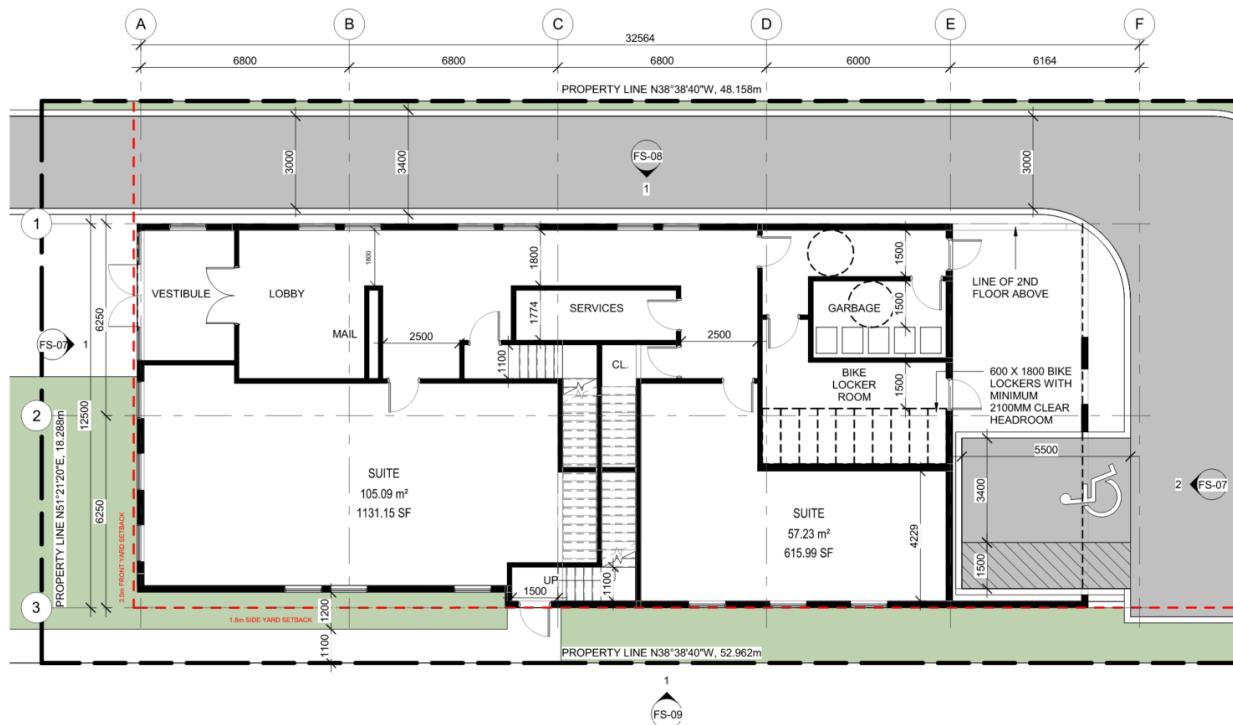 A
B
C
D
E
F
32564
6800
6800
6800
6000
6164
PROPERTY LINE N38°38'40"W, 48.158m
3000
3400
FS-08
1
3000
1
VESTIBULE
LOBBY
1800
1800
1500
SERVICES
1774
GARBAGE
1500
LINE OF 2ND
FLOOR ABOVE
MAIL
2500
2500
6250
FS-07
1
1100
CL.
BIKE
LOCKER
ROOM
1500
600 X 1800 BIKE
LOCKERS WITH
MINIMUM
2100MM CLEAR
HEADROOM
2
12500
PROPERTY LINE N51°21'20"E, 18.288m
5500
SUITE
105.09 m²
1131.15 SF
3400
2
FS-07
SUITE
57.23 m²
615.99 SF
4229
6250
3.0m FRONT YARD SETBACK
1500
UP
1500
1100
3
1200
1.8m SIDE YARD SETBACK
1100
PROPERTY LINE N38°38'40"W, 52.962m
1
FS-09